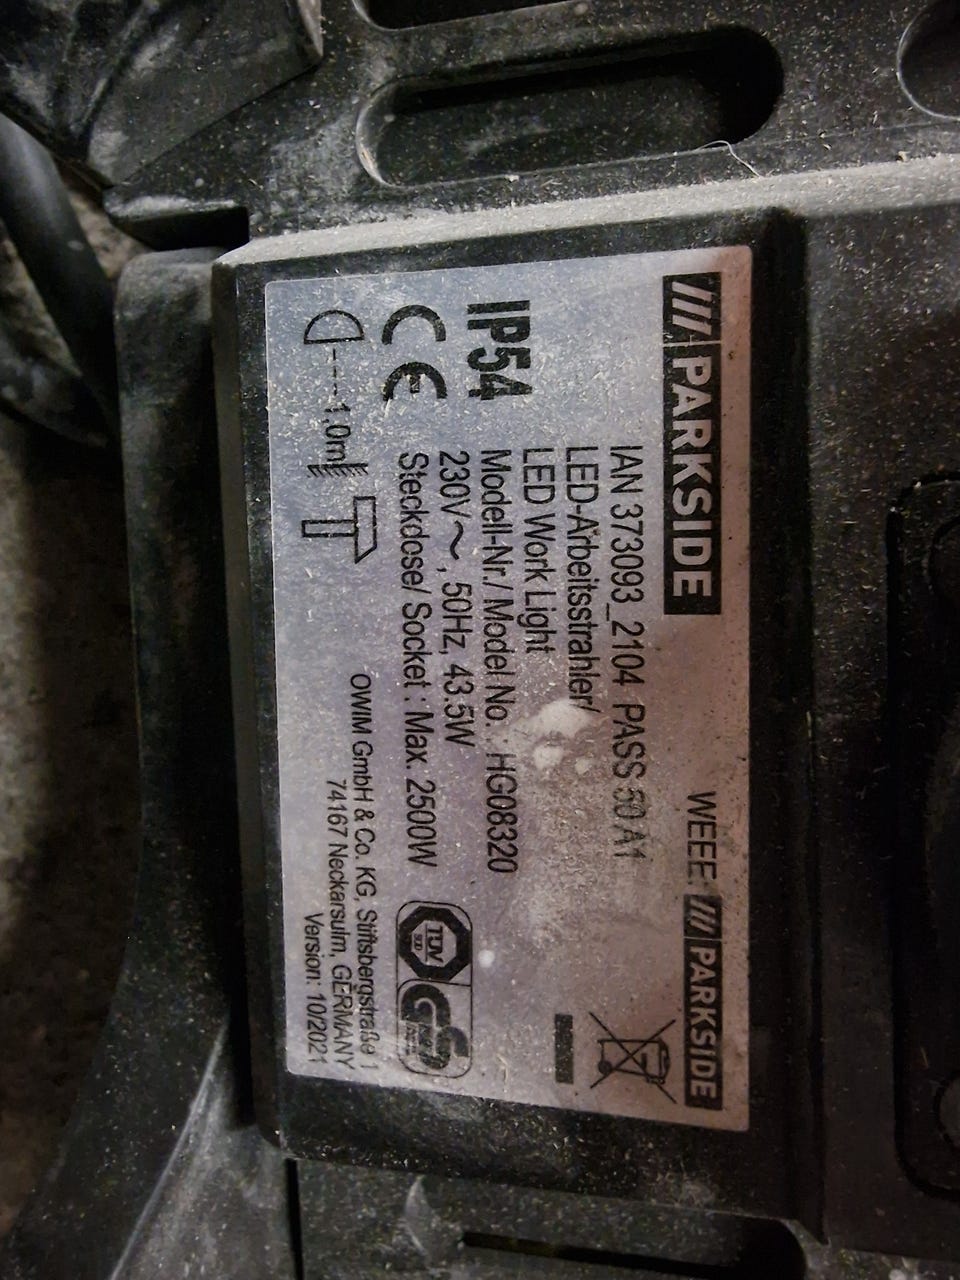 ///PARKSIDE
WEEE: ///PARKSIDE
IAN 373093_2104 PASS 50 A1
LED-Arbeitsstrahler/
LED Work Light
Modell-Nr./ Model No. : HG08320
230V~, 50Hz, 43.5W
Steckdose/ Socket : Max. 2500W
IP54
CE
1.0m
TÜV
OWIM GmbH & Co. KG, Stiftsbergstraße 1
74167 Neckarsulm, GERMANY
Version: 10/2021